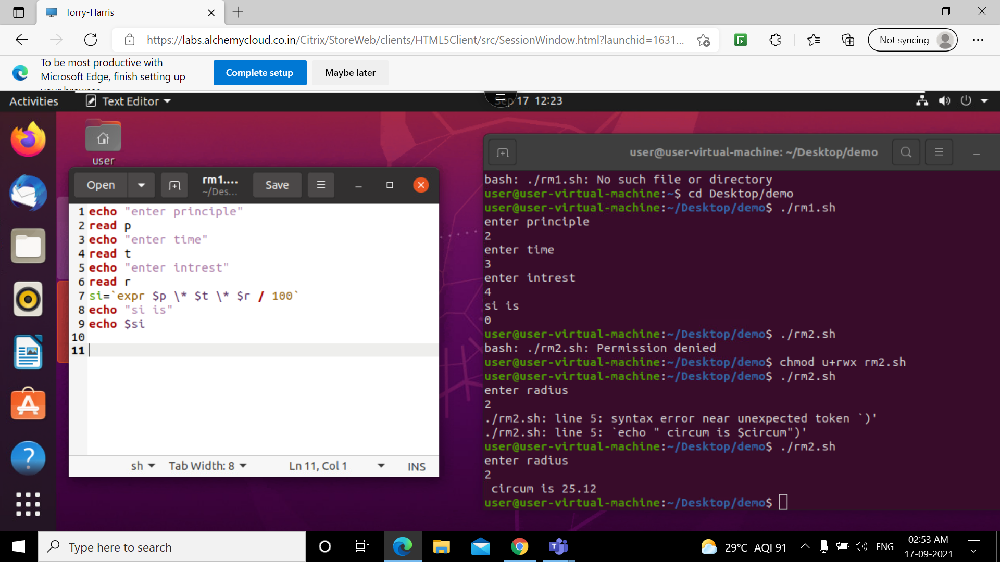 Torry-Harris
https://labs.alchemycloud.co.in/Citrix/StoreWeb/clients/HTML5Client/src/SessionWindow.html?launchid=1631...
Not syncing
To be most productive with
Microsoft Edge, finish setting up
your browser
Complete setup
Maybe later
Activities
Text Editor
Sep 17 12:23
user
Open
rm1....
~/Des...
Save
1 echo "enter principle"
2 read p
3 echo "enter time"
4 read t
5 echo "enter intrest"
6 read r
7 si=`expr $p \* $t \* $r / 100`
8 echo "si is"
9 echo $si
10
11
sh
Tab Width: 8
Ln 11, Col 1
INS
user@user-virtual-machine: ~/Desktop/demo
bash: ./rm1.sh: No such file or directory
user@user-virtual-machine:~$ cd Desktop/demo
user@user-virtual-machine:~/Desktop/demo$ ./rm1.sh
enter principle
2
enter time
3
enter intrest
4
si is
0
user@user-virtual-machine:~/Desktop/demo$ ./rm2.sh
bash: ./rm2.sh: Permission denied
user@user-virtual-machine:~/Desktop/demo$ chmod u+rwx rm2.sh
user@user-virtual-machine:~/Desktop/demo$ ./rm2.sh
enter radius
2
./rm2.sh: line 5: syntax error near unexpected token `)'
./rm2.sh: line 5: `echo " circum is $circum")'
user@user-virtual-machine:~/Desktop/demo$ ./rm2.sh
enter radius
2
 circum is 25.12
user@user-virtual-machine:~/Desktop/demo$
Type here to search
29°C AQI 91
ENG
02:53 AM
17-09-2021